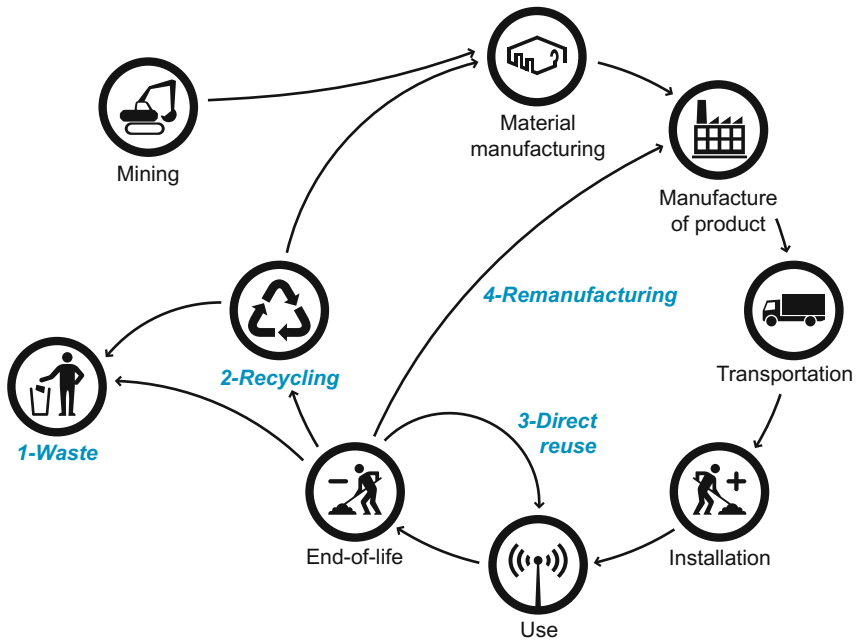 Mining
Material
manufacturing
Manufacture
of product
4-Remanufacturing
2-Recycling
Transportation
1-Waste
3-Direct
reuse
End-of-life
Installation
Use